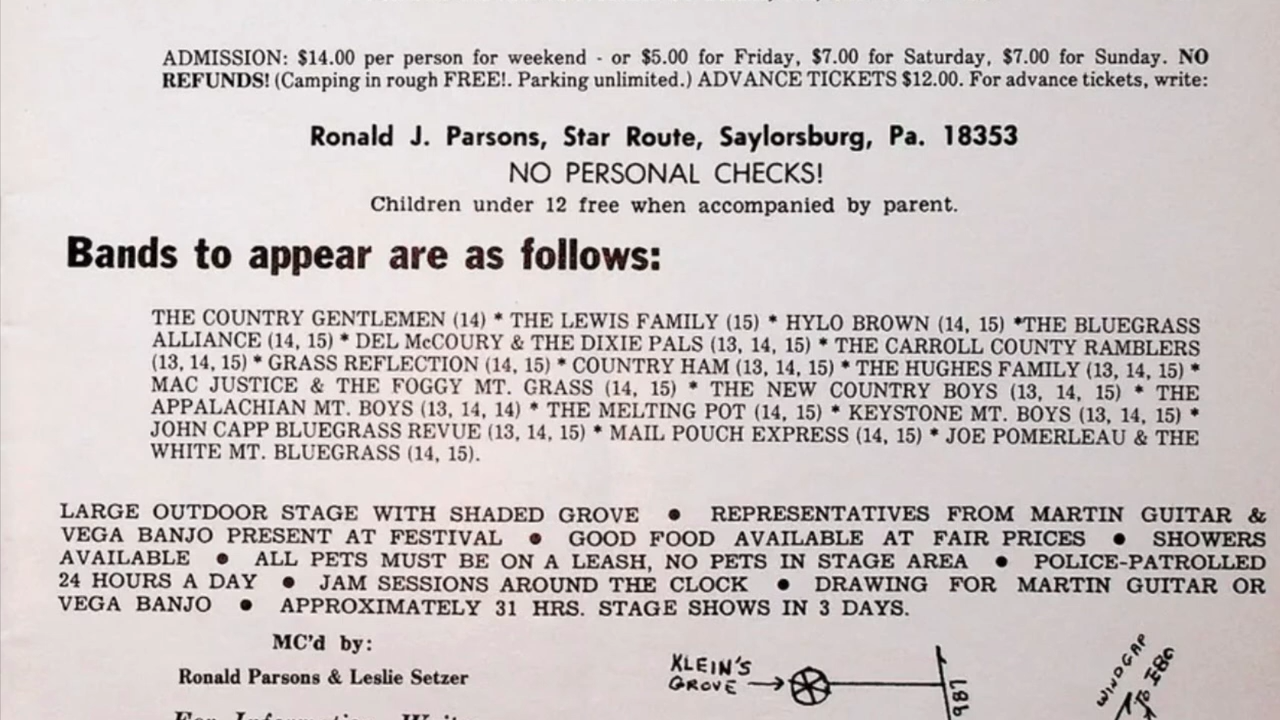 ADMISSION: $14.00 per person for weekend - or $5.00 for Friday, $7.00 for Saturday, $7.00 for Sunday. NO
REFUNDS! (Camping in rough FREE!. Parking unlimited.) ADVANCE TICKETS $12.00. For advance tickets, write:
Ronald J. Parsons, Star Route, Saylorsburg, Pa. 18353
NO PERSONAL CHECKS!
Children under 12 free when accompanied by parent.
Bands to appear are as follows:
THE COUNTRY GENTLEMEN (14) * THE LEWIS FAMILY (15) * HYLO BROWN (14, 15) *THE BLUEGRASS
ALLIANCE (14, 15) * DEL McCOURY & THE DIXIE PALS (13, 14, 15) * THE CARROLL COUNTY RAMBLERS
(13, 14, 15) * GRASS REFLECTION (14, 15) * COUNTRY HAM (13, 14, 15) * THE HUGHES FAMILY (13, 14, 15) *
MAC JUSTICE & THE FOGGY MT. GRASS (14, 15) * THE NEW COUNTRY BOYS (13, 14, 15) * THE
APPALACHIAN MT. BOYS (13, 14, 14) * THE MELTING POT (14, 15) * KEYSTONE MT. BOYS (13, 14, 15) *
JOHN CAPP BLUEGRASS REVUE (13, 14, 15) * MAIL POUCH EXPRESS (14, 15) * JOE POMERLEAU & THE
WHITE MT. BLUEGRASS (14, 15).
LARGE OUTDOOR STAGE WITH SHADED GROVE ● REPRESENTATIVES FROM MARTIN GUITAR &
VEGA BANJO PRESENT AT FESTIVAL ● GOOD FOOD AVAILABLE AT FAIR PRICES ● SHOWERS
AVAILABLE ● ALL PETS MUST BE ON A LEASH, NO PETS IN STAGE AREA ● POLICE-PATROLLED
24 HOURS A DAY ● JAM SESSIONS AROUND THE CLOCK ● DRAWING FOR MARTIN GUITAR OR
VEGA BANJO ● APPROXIMATELY 31 HRS. STAGE SHOWS IN 3 DAYS.
MC'd by:
Ronald Parsons & Leslie Setzer
KLEIN'S
GROVE
WINDGAP
TO I80